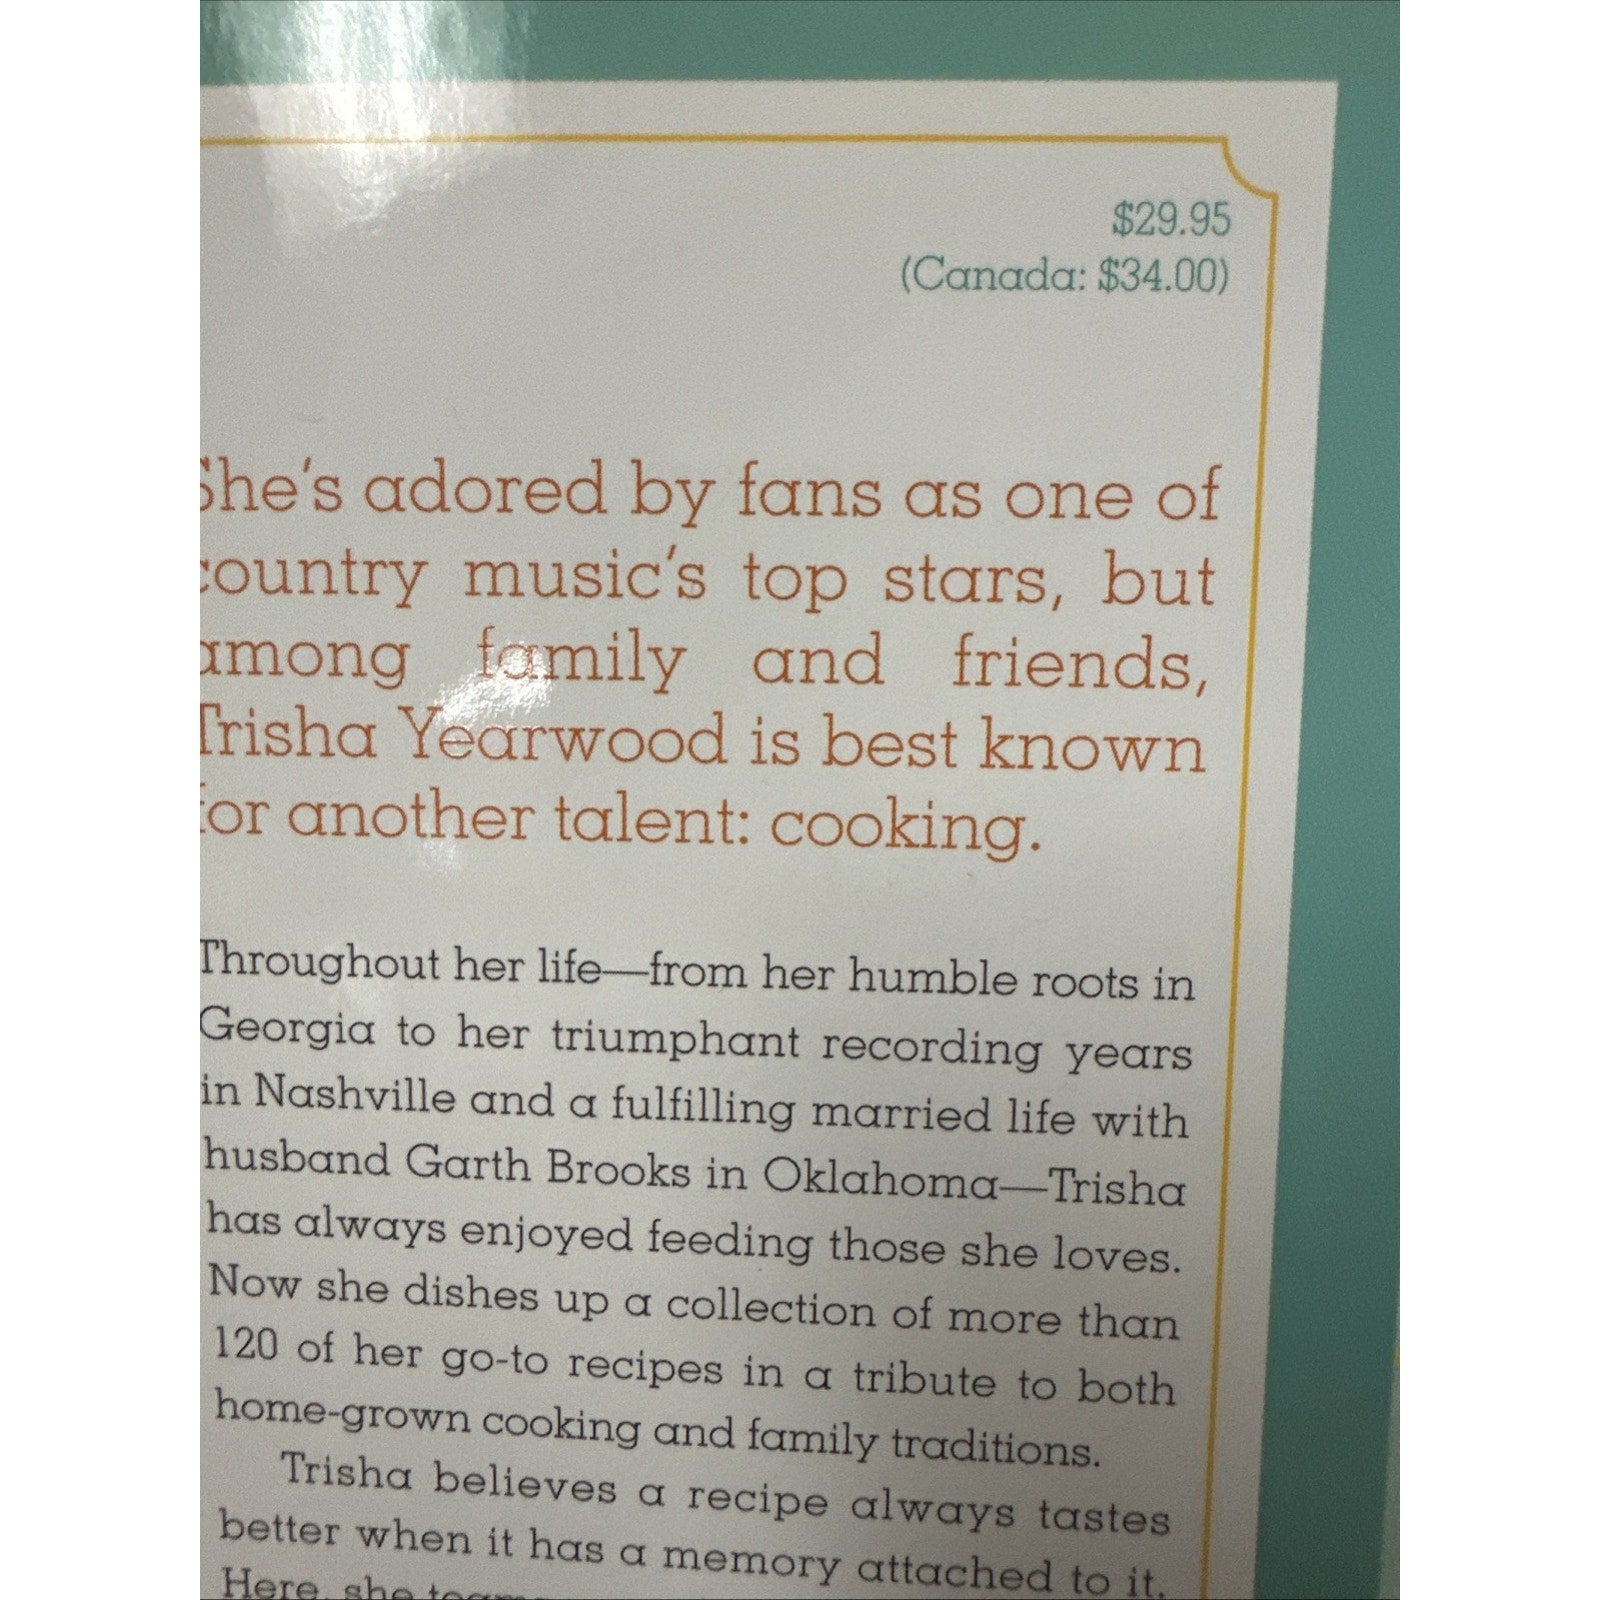 $29.95
(Canada: $34.00)
She's adored by fans as one of
country music's top stars, but
among family and friends,
Trisha Yearwood is best known
for another talent: cooking.
Throughout her life—from her humble roots in
Georgia to her triumphant recording years
in Nashville and a fulfilling married life with
husband Garth Brooks in Oklahoma—Trisha
has always enjoyed feeding those she loves.
Now she dishes up a collection of more than
120 of her go-to recipes in a tribute to both
home-grown cooking and family traditions.
Trisha believes a recipe always tastes
better when it has a memory attached to it.
Here, she